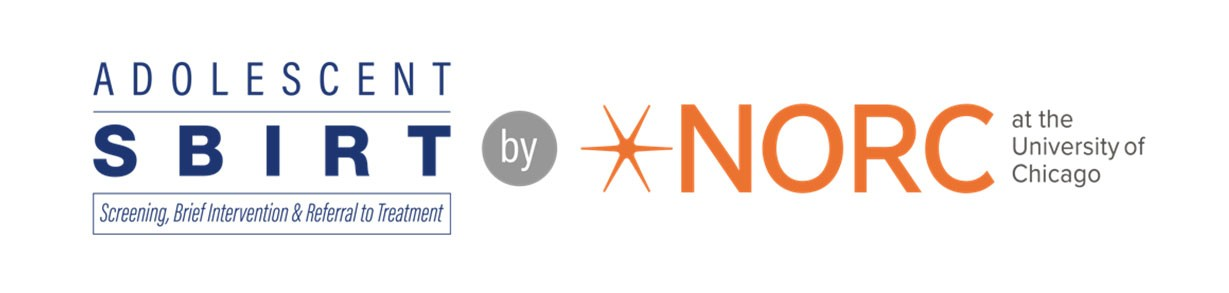 ADOLESCENT
SBIRT
Screening, Brief Intervention & Referral to Treatment
by
NORC
at the
University of
Chicago